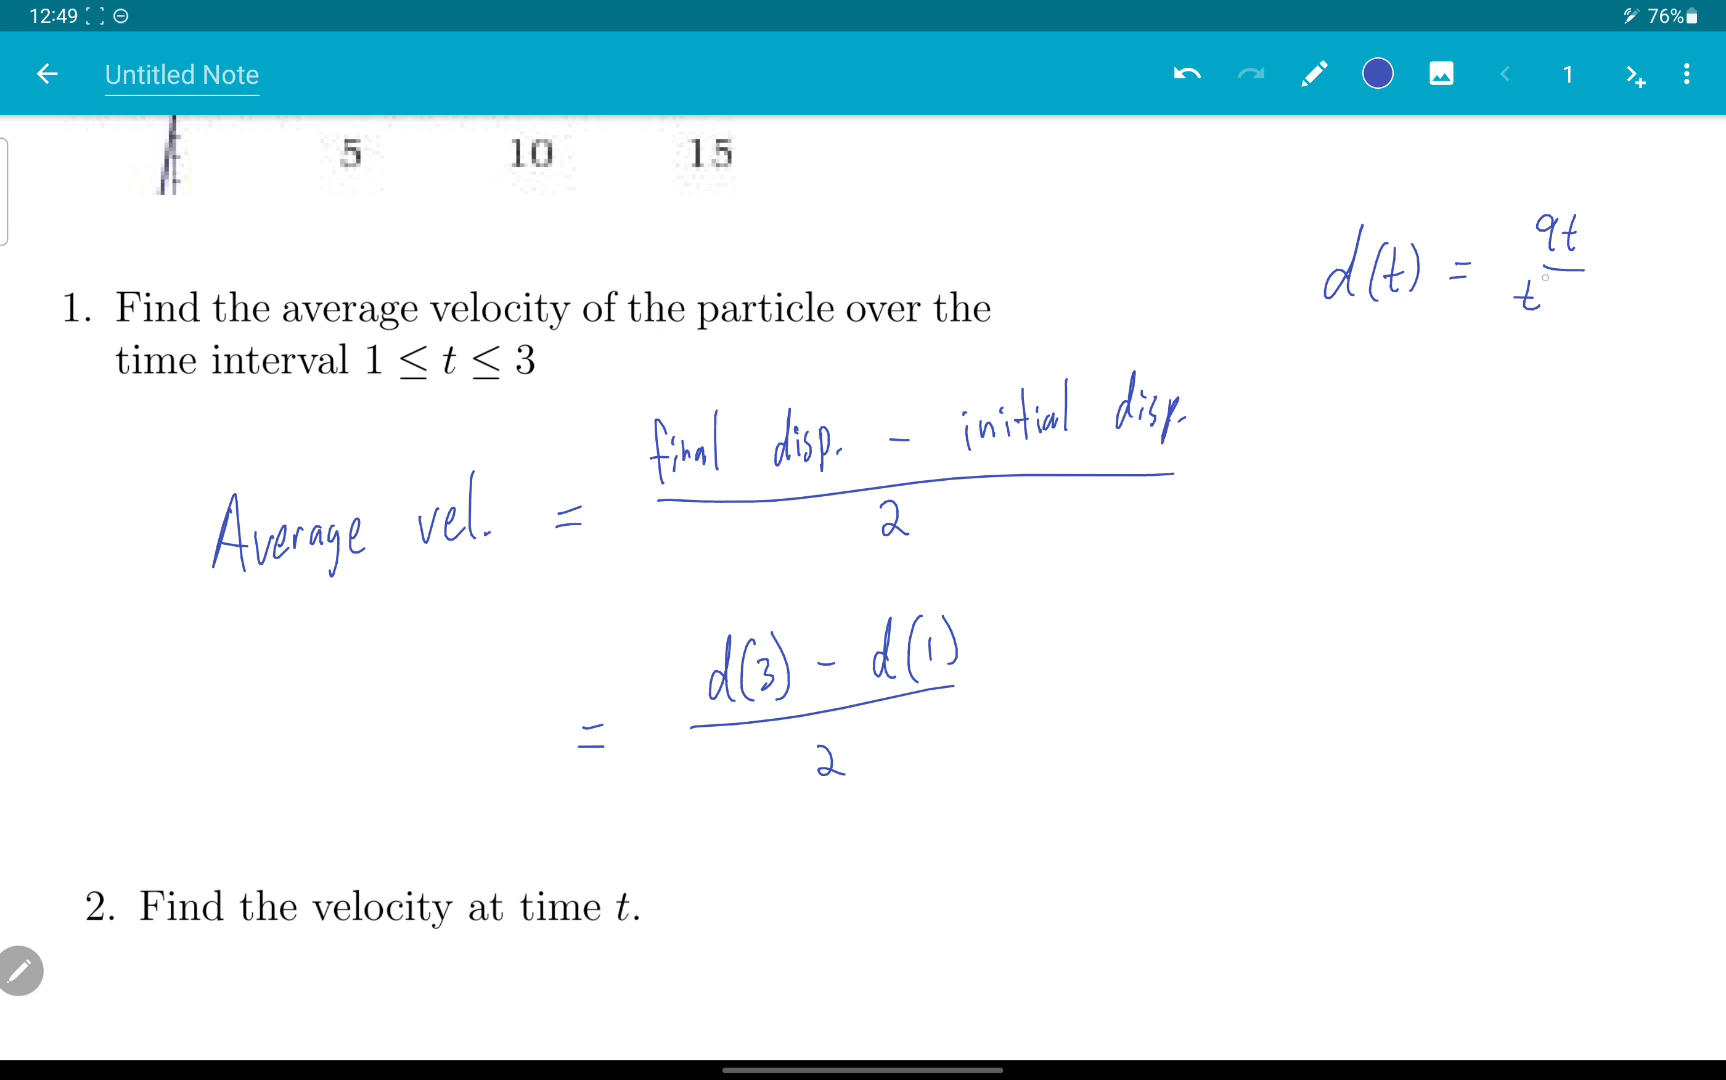 12:49 76%
Untitled Note 1
5 10 15
d(t) = 9t
t
1. Find the average velocity of the particle over the
time interval 1 ≤ t ≤ 3
final disp. - initial disp.
Average vel. =
2
d(3) - d(1)
=
2
2. Find the velocity at time t.